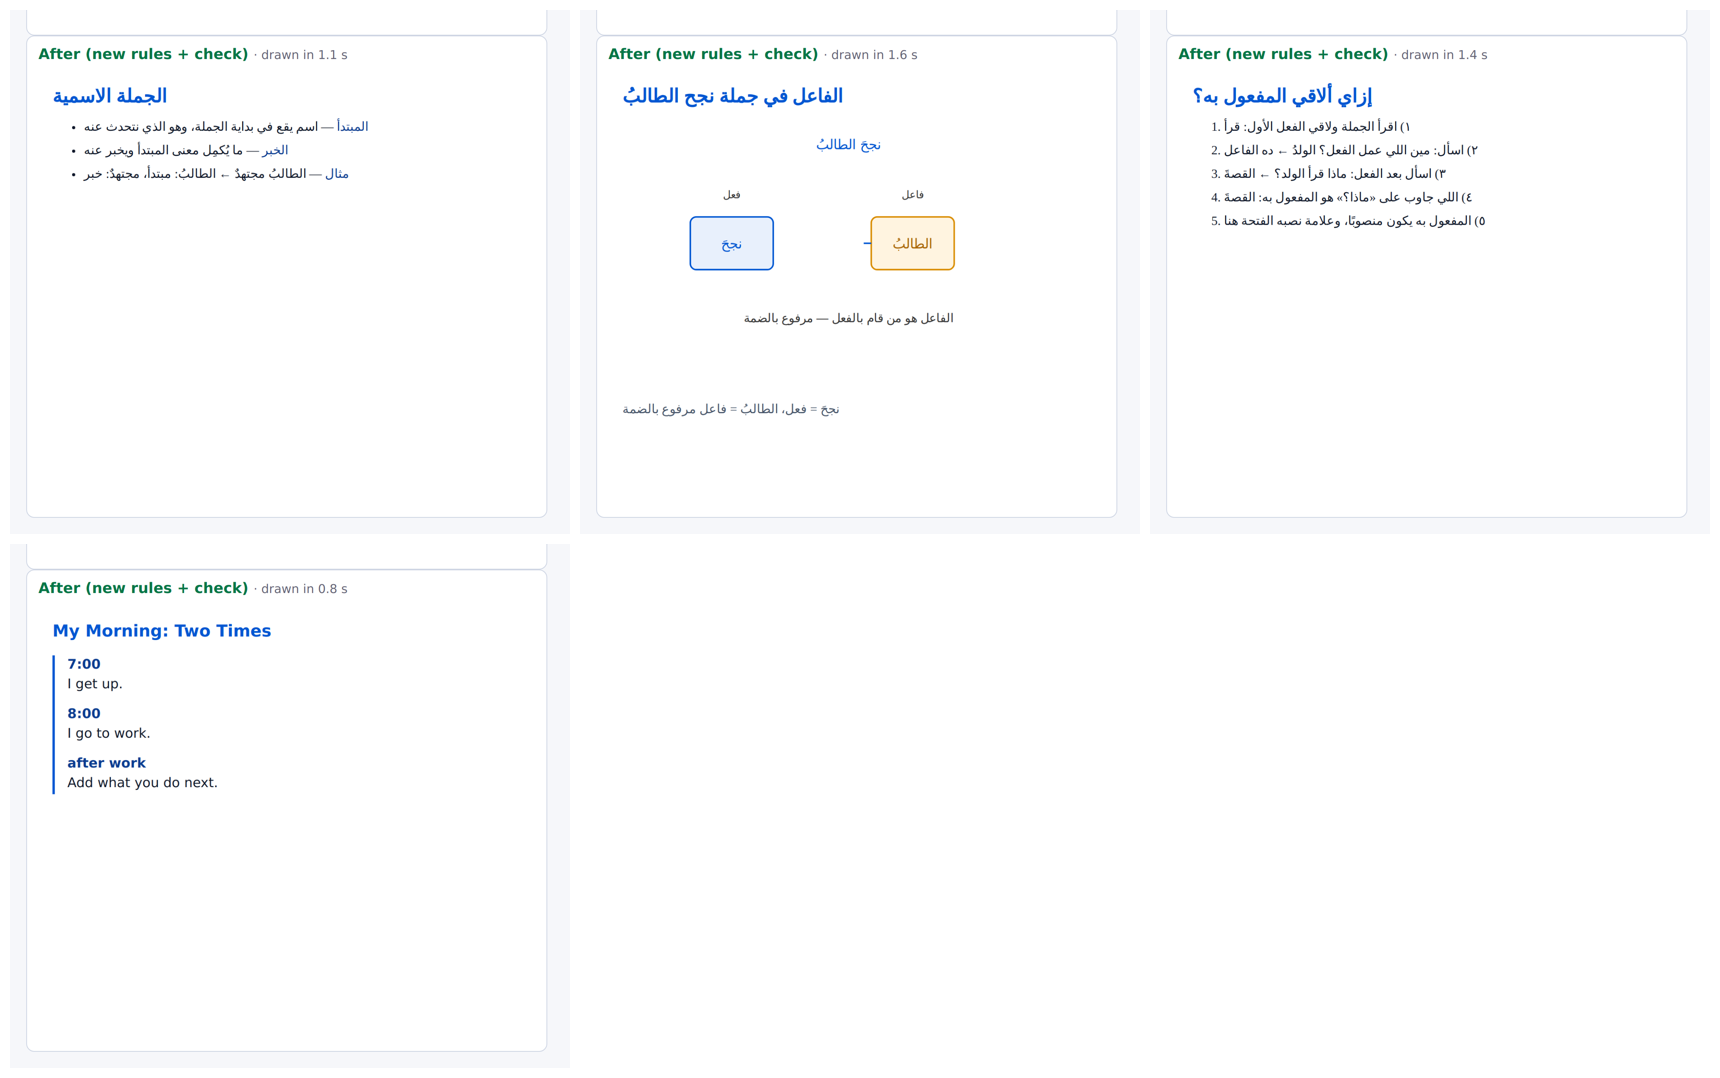 After (new rules + check) · drawn in 1.1 s
الجملة الاسمية
• المبتدأ — اسم يقع في بداية الجملة، وهو الذي نتحدث عنه
• الخبر — ما يُكمِل معنى المبتدأ ويخبر عنه
• مثال — الطالبُ مجتهدٌ ← الطالبُ: مبتدأ، مجتهدٌ: خبر
After (new rules + check) · drawn in 1.6 s
الفاعل في جملة نجح الطالبُ
نجحَ الطالبُ
فعل
فاعل
نجحَ
الطالبُ
الفاعل هو من قام بالفعل — مرفوع بالضمة
نجحَ = فعل، الطالبُ = فاعل مرفوع بالضمة
After (new rules + check) · drawn in 1.4 s
إزاي ألاقي المفعول به؟
1. ١) اقرأ الجملة ولاقي الفعل الأول: قرأ
2. ٢) اسأل: مين اللي عمل الفعل؟ الولدُ ← ده الفاعل
3. ٣) اسأل بعد الفعل: ماذا قرأ الولد؟ ← القصةَ
4. ٤) اللي جاوب على «ماذا؟» هو المفعول به: القصةَ
5. ٥) المفعول به يكون منصوبًا، وعلامة نصبه الفتحة هنا
After (new rules + check) · drawn in 0.8 s
My Morning: Two Times
7:00
I get up.
8:00
I go to work.
after work
Add what you do next.